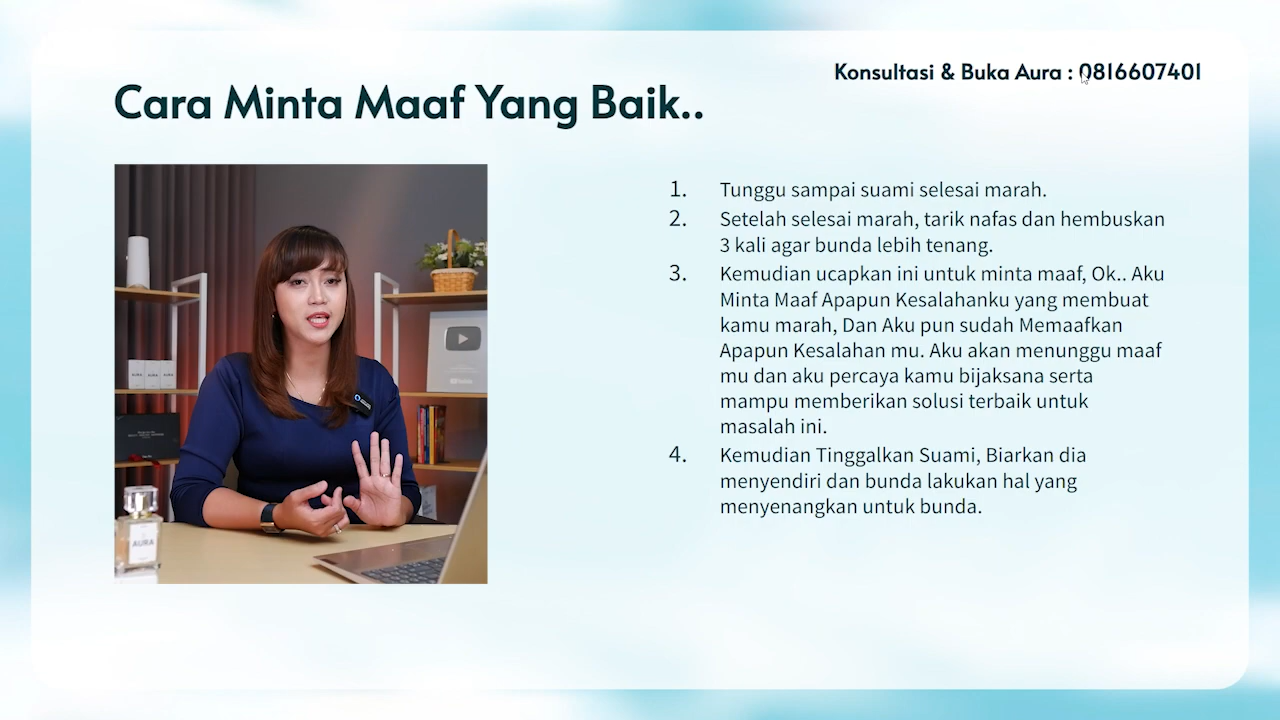 Konsultasi & Buka Aura : 0816607401
Cara Minta Maaf Yang Baik..
1. Tunggu sampai suami selesai marah.
2. Setelah selesai marah, tarik nafas dan hembuskan
3 kali agar bunda lebih tenang.
3. Kemudian ucapkan ini untuk minta maaf, Ok.. Aku
Minta Maaf Apapun Kesalahanku yang membuat
kamu marah, Dan Aku pun sudah Memaafkan
Apapun Kesalahan mu. Aku akan menunggu maaf
mu dan aku percaya kamu bijaksana serta
mampu memberikan solusi terbaik untuk
masalah ini.
4. Kemudian Tinggalkan Suami, Biarkan dia
menyendiri dan bunda lakukan hal yang
menyenangkan untuk bunda.
AURA
AURA
AURA
AURA